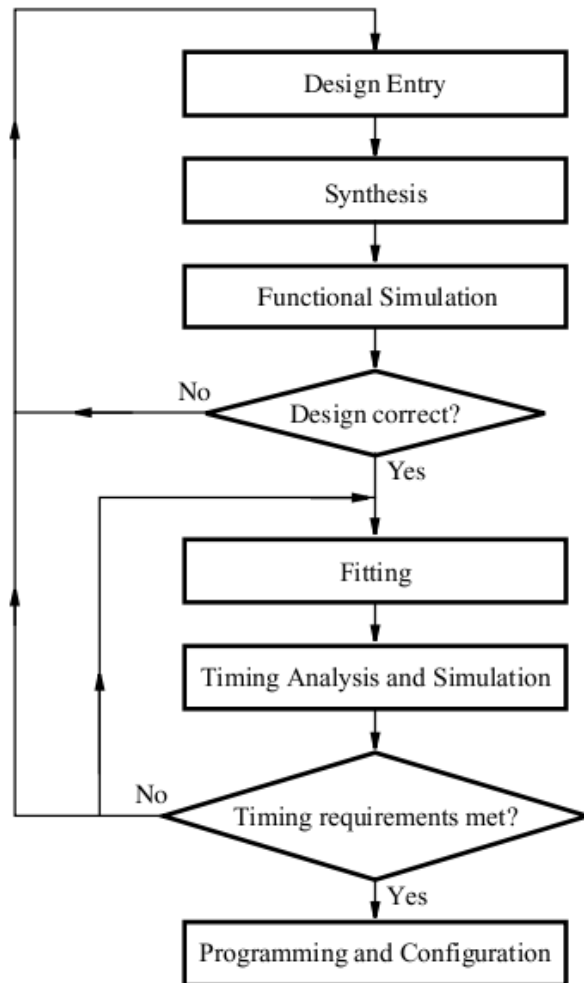 Design Entry
Synthesis
Functional Simulation
No
Design correct?
Yes
Fitting
Timing Analysis and Simulation
No
Timing requirements met?
Yes
Programming and Configuration